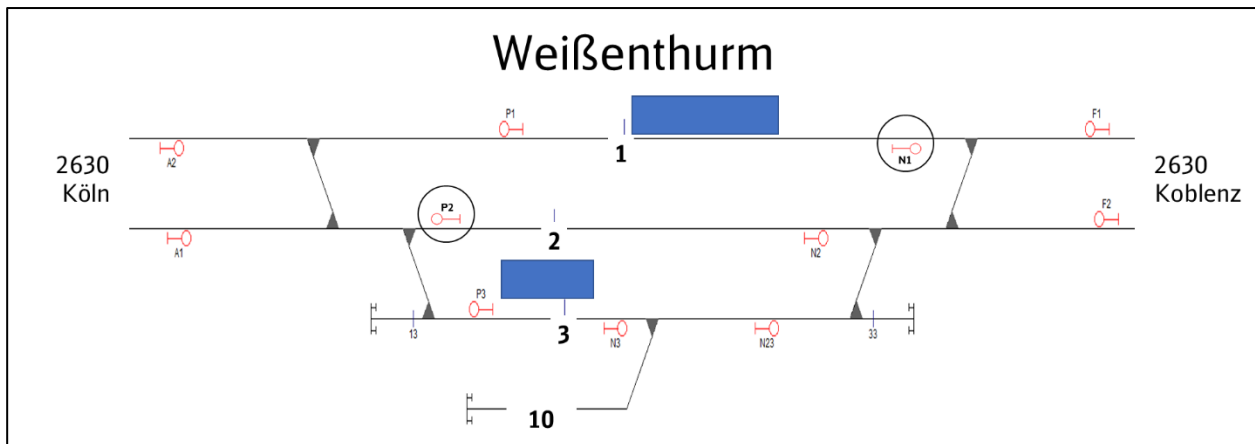 Weißenthurm
P1
F1
A2
1
N1
2630
Köln
2630
Koblenz
P2
F2
A1
2
N2
P3
13
3
N3
N23
33
10